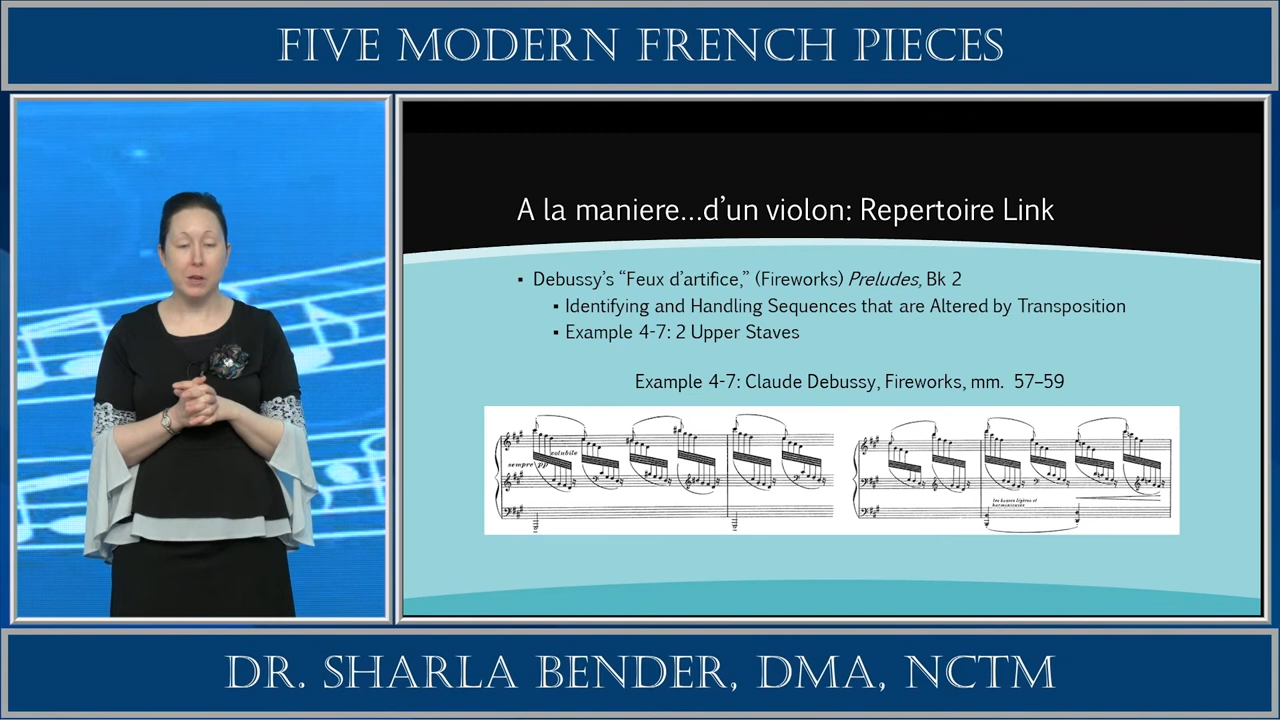 FIVE MODERN FRENCH PIECES
A la maniere...d'un violon: Repertoire Link
▪ Debussy's "Feux d'artifice," (Fireworks) Preludes, Bk 2
▪ Identifying and Handling Sequences that are Altered by Transposition
▪ Example 4-7: 2 Upper Staves
Example 4-7: Claude Debussy, Fireworks, mm. 57–59
volubile
sempre pp
DR. SHARLA BENDER, DMA, NCTM